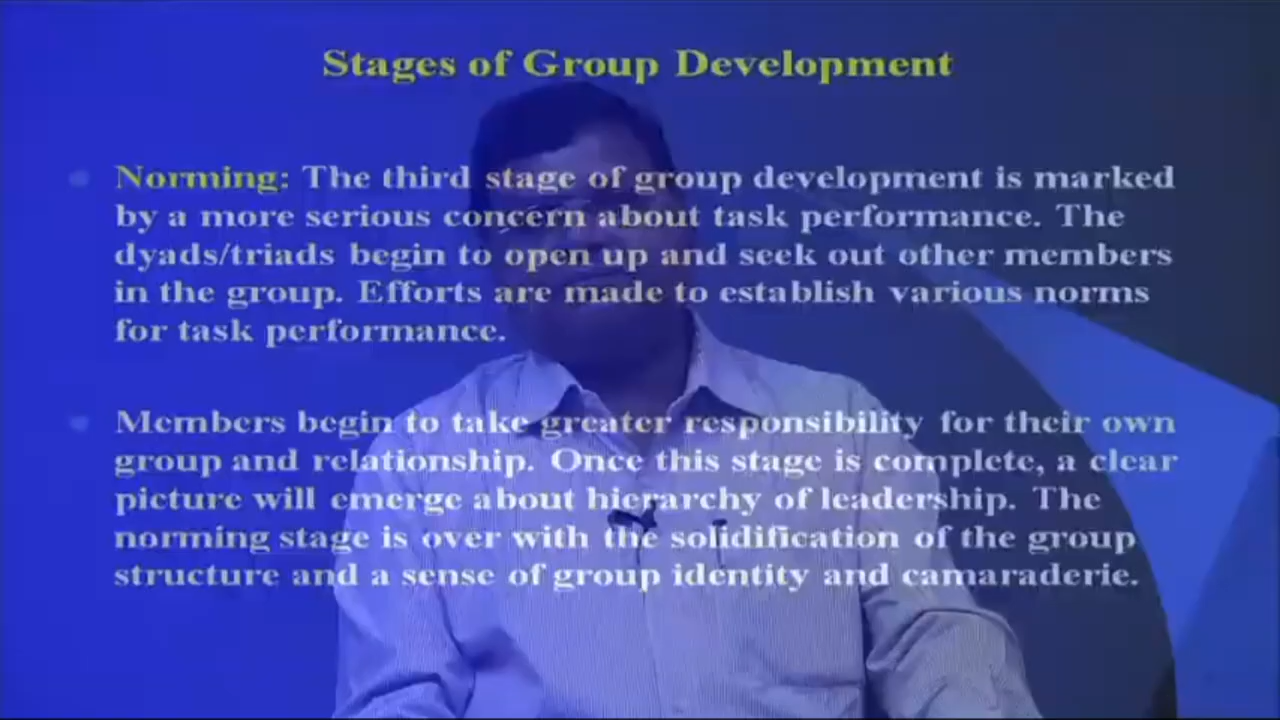 Stages of Group Development
Norming: The third stage of group development is marked
by a more serious concern about task performance. The
dyads/triads begin to open up and seek out other members
in the group. Efforts are made to establish various norms
for task performance.
Members begin to take greater responsibility for their own
group and relationship. Once this stage is complete, a clear
picture will emerge about hierarchy of leadership. The
norming stage is over with the solidification of the group
structure and a sense of group identity and camaraderie.